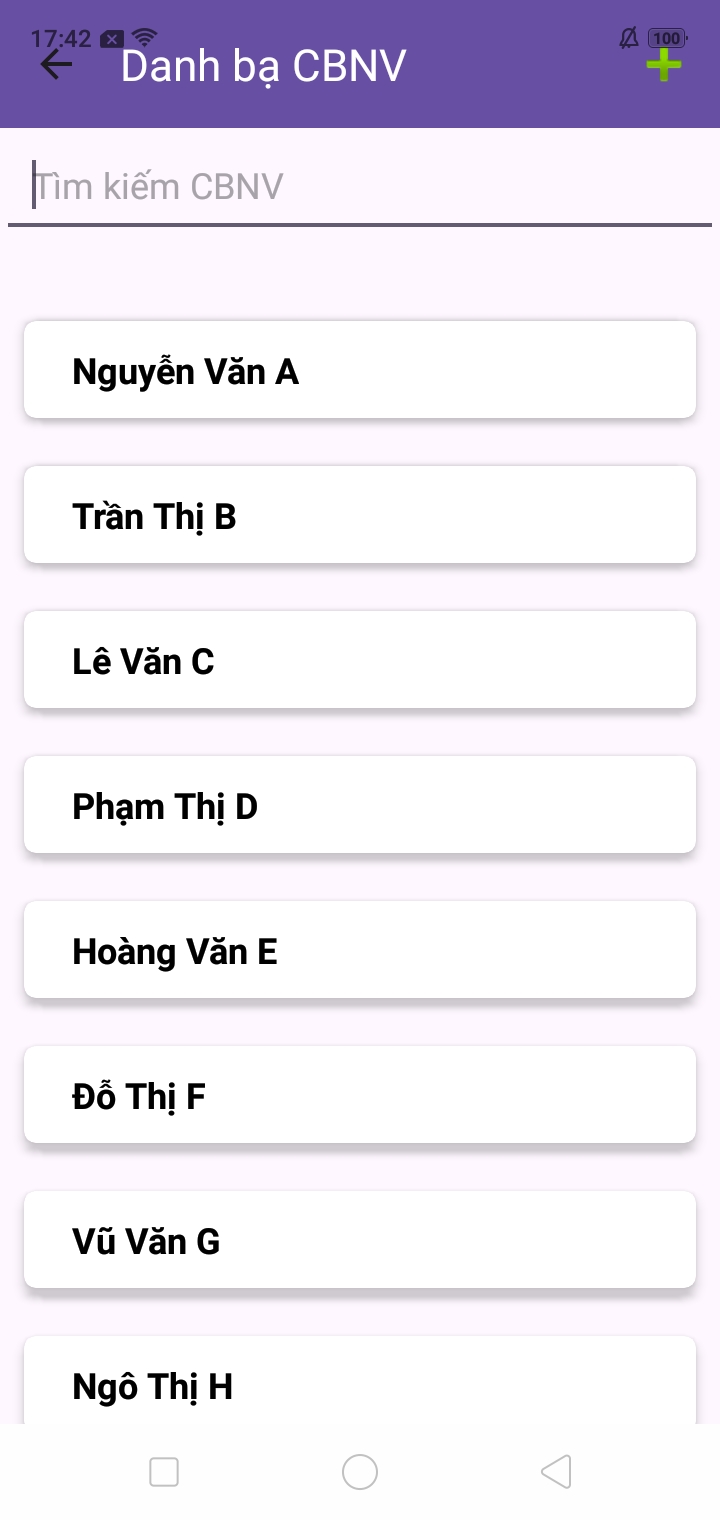 17:42
100
Danh bạ CBNV
Tìm kiếm CBNV
Nguyễn Văn A
Trần Thị B
Lê Văn C
Phạm Thị D
Hoàng Văn E
Đỗ Thị F
Vũ Văn G
Ngô Thị H